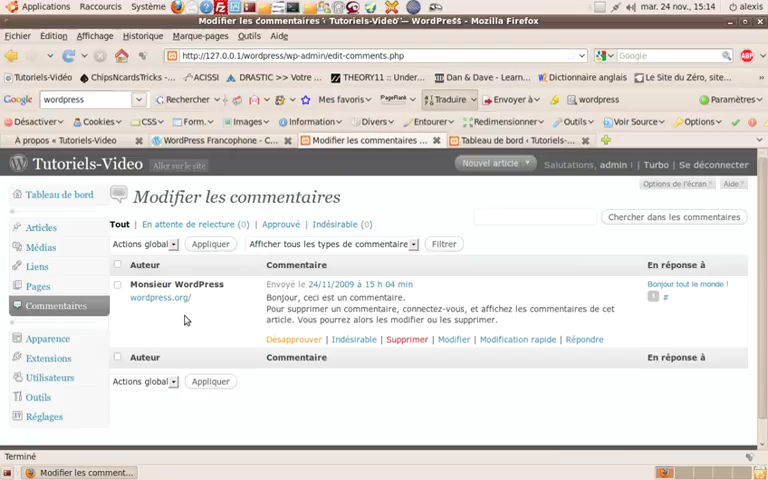 Applications Raccourcis Système mar. 24 nov., 15:14 alexis
Modifier les commentaires ‹ Tutoriels-Video — WordPress - Mozilla Firefox
Fichier Édition Affichage Historique Marque-pages Outils Aide
http://127.0.0.1/wordpress/wp-admin/edit-comments.php Google ABP
Tutoriels-Vidéo ChipsNcardsTricks -... ACISSI DRASTIC >> Votr... THEORY11 :: Under... Dan & Dave - Learn... Dictionnaire anglais Le Site du Zéro, site...
Google wordpress Rechercher Mes favoris PageRank Traduire Envoyer à wordpress Paramètres
Désactiver CSS Form. Images Information Divers Entourer Redimensionner Outils Voir Source Options
À propos « Tutoriels-Video WordPress Francophone - C... Modifier les commentaires ... Tableau de bord ‹ Tutoriels-...
Tutoriels-Video Aller sur le site Nouvel article Salutations, admin ! | Turbo | Se déconnecter
Options de l'écran Aide
Tableau de bord
Articles
Médias
Liens
Pages
Commentaires
Apparence
Extensions
Utilisateurs
Outils
Réglages
Modifier les commentaires
Tout | En attente de relecture (0) | Approuvé | Indésirable (0)
Chercher dans les commentaires
Actions global Appliquer Afficher tous les types de commentaire Filtrer
Auteur Commentaire En réponse à
Monsieur WordPress
wordpress.org/
Envoyé le 24/11/2009 à 15 h 04 min
Bonjour, ceci est un commentaire.
Pour supprimer un commentaire, connectez-vous, et affichez les commentaires de cet
article. Vous pourrez alors les modifier ou les supprimer.
Désapprouver | Indésirable | Supprimer | Modifier | Modification rapide | Répondre
Bonjour tout le monde !
1 #
Auteur Commentaire En réponse à
Actions global Appliquer
Terminé
Modifier les comment...